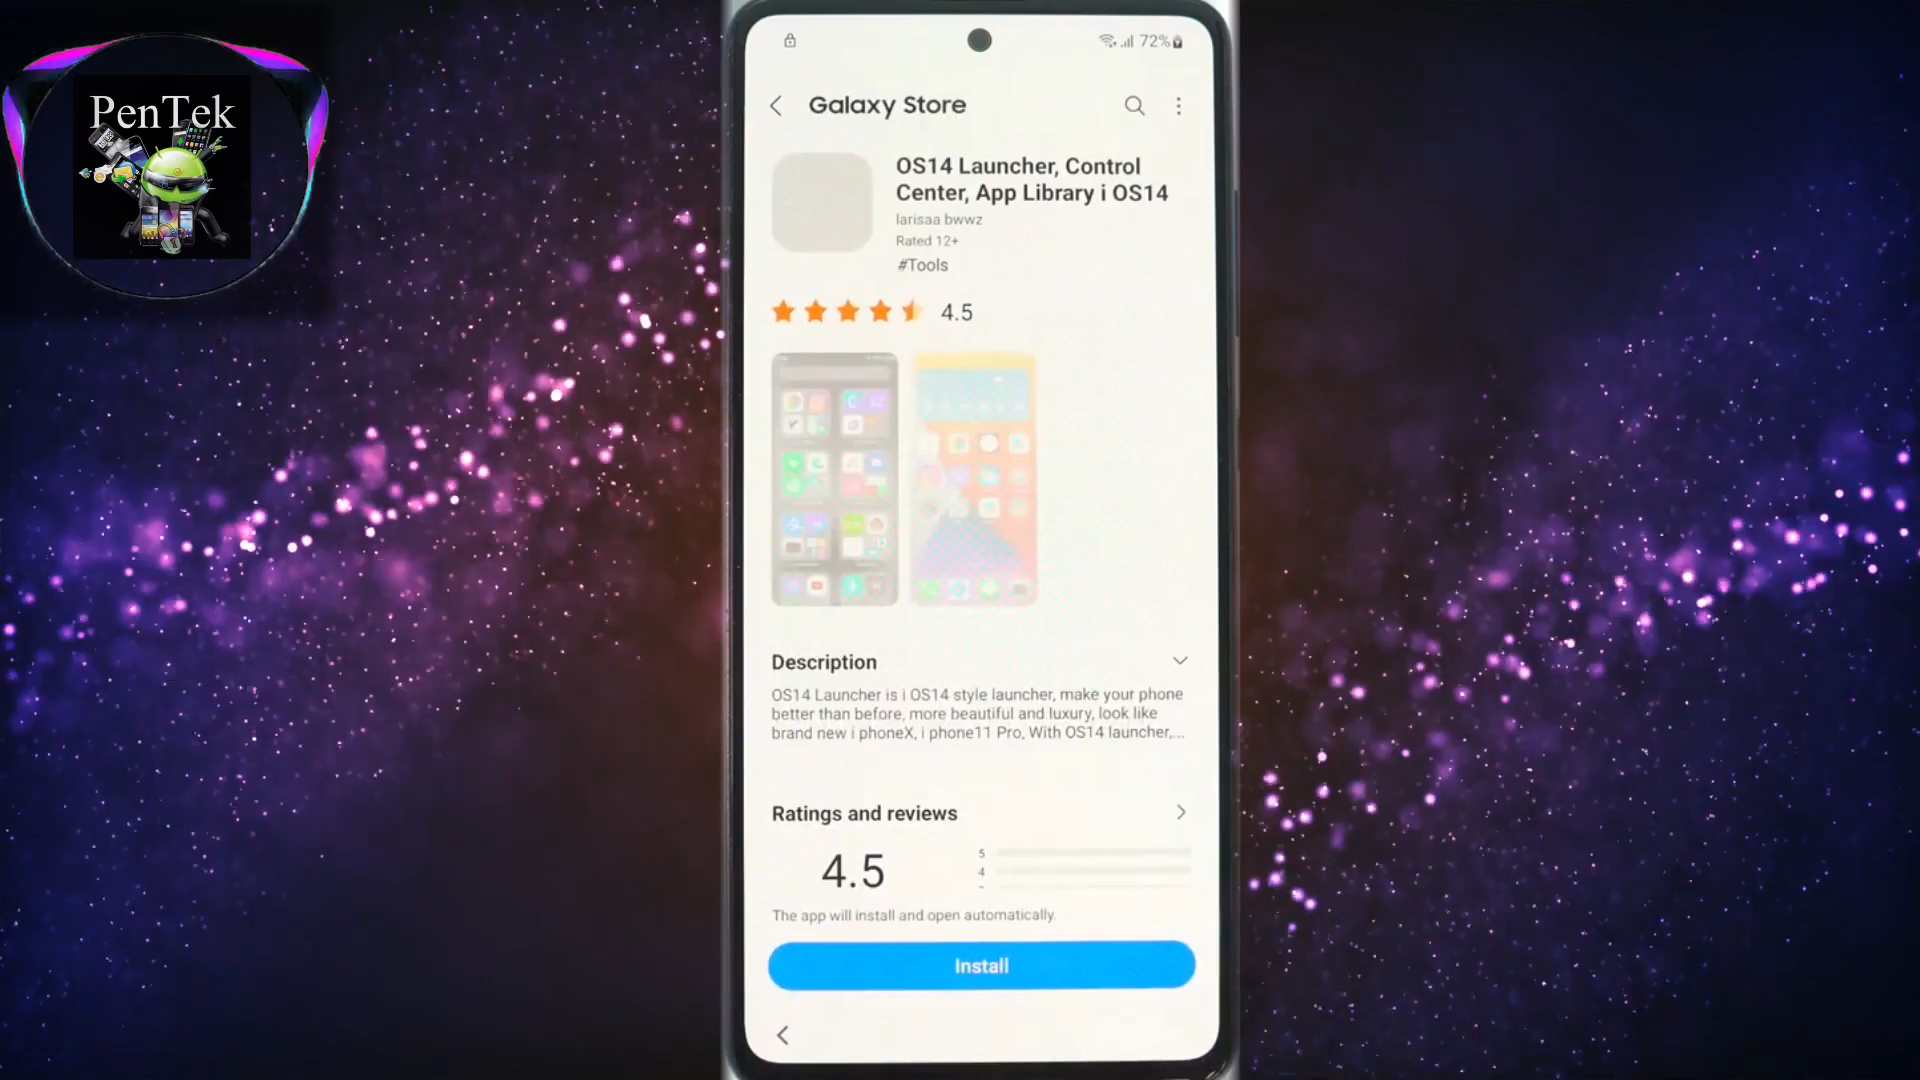 PenTek
72%
Galaxy Store
OS14 Launcher, Control
Center, App Library i OS14
larisaa bwwz
Rated 12+
#Tools
4.5
Description
OS14 Launcher is i OS14 style launcher, make your phone
better than before, more beautiful and luxury, look like
brand new i phoneX, i phone11 Pro, With OS14 launcher,...
Ratings and reviews
4.5
5
4
The app will install and open automatically.
Install